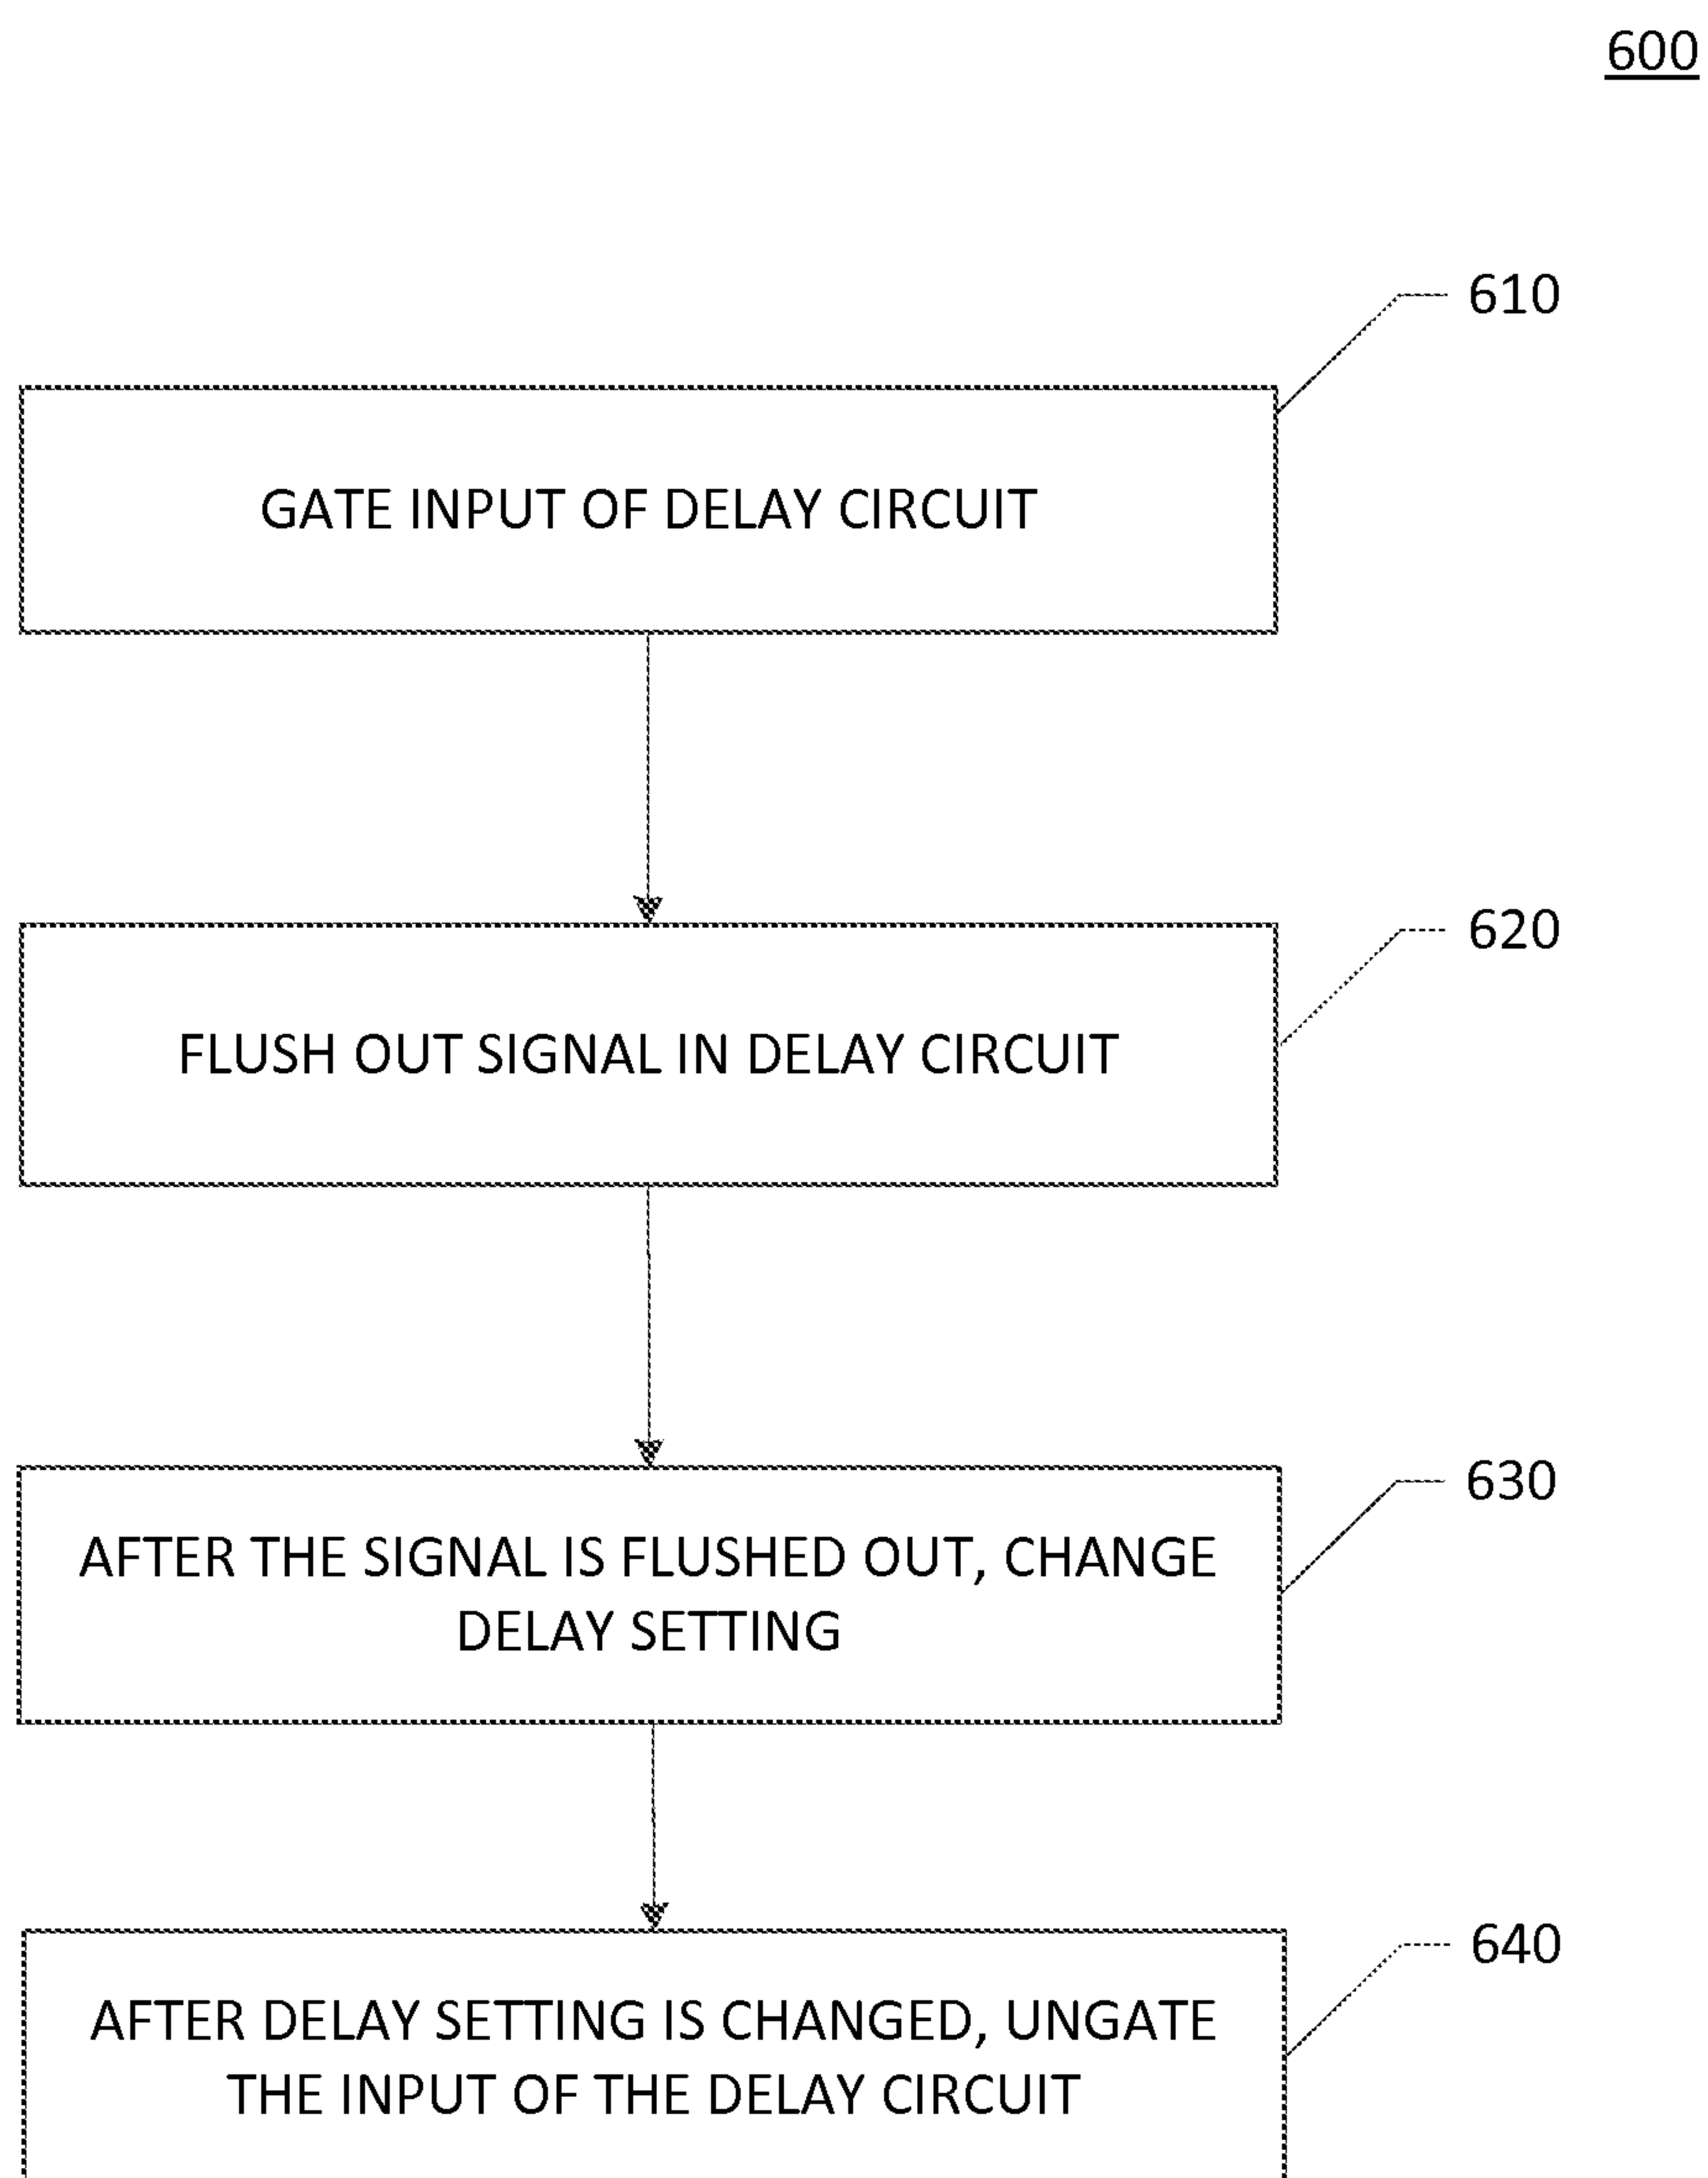 600
610
GATE INPUT OF DELAY CIRCUIT
620
FLUSH OUT SIGNAL IN DELAY CIRCUIT
630
AFTER THE SIGNAL IS FLUSHED OUT, CHANGE
DELAY SETTING
640
AFTER DELAY SETTING IS CHANGED, UNGATE
THE INPUT OF THE DELAY CIRCUIT